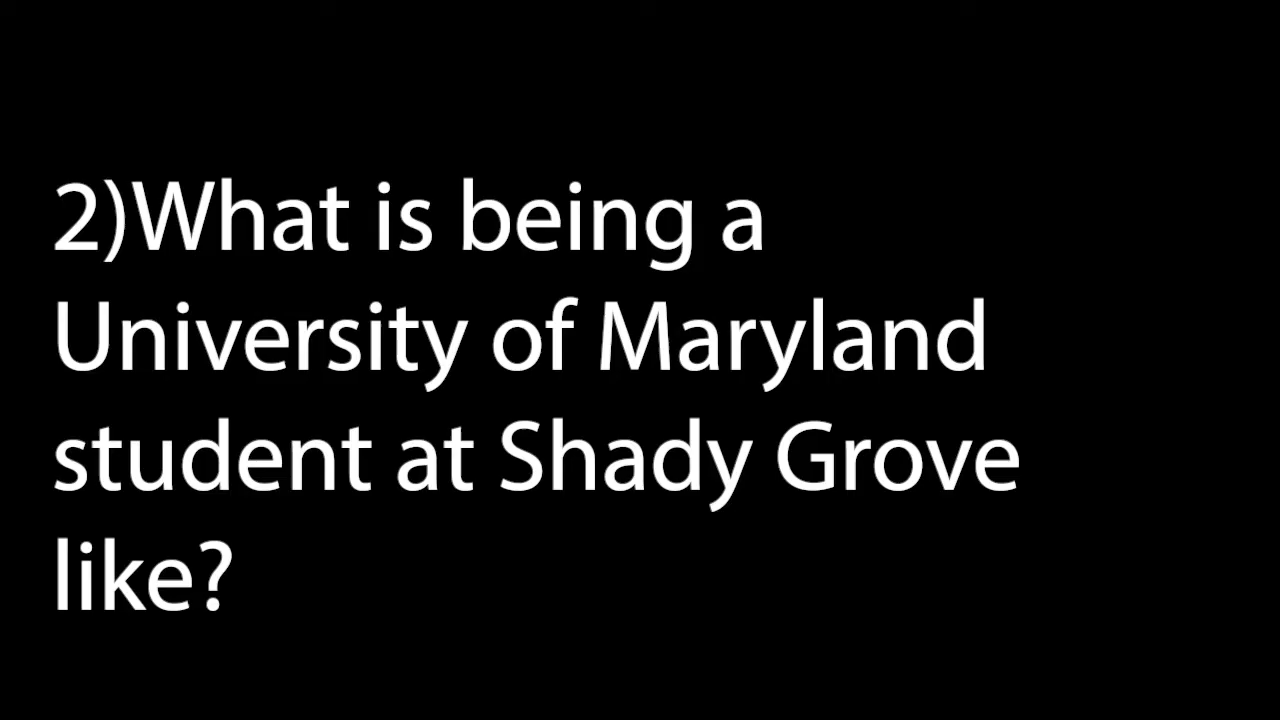 2)What is being a
University of Maryland
student at Shady Grove
like?